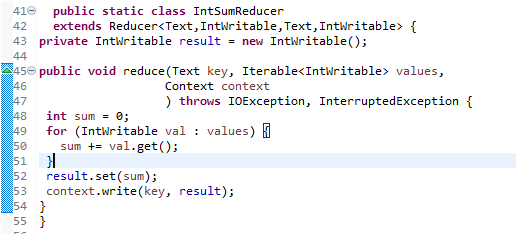 41 public static class IntSumReducer
42 extends Reducer<Text,IntWritable,Text,IntWritable> {
43 private IntWritable result = new IntWritable();
44
45 public void reduce(Text key, Iterable<IntWritable> values,
46 Context context
47 ) throws IOException, InterruptedException {
48 int sum = 0;
49 for (IntWritable val : values) {
50 sum += val.get();
51 }
52 result.set(sum);
53 context.write(key, result);
54 }
55 }